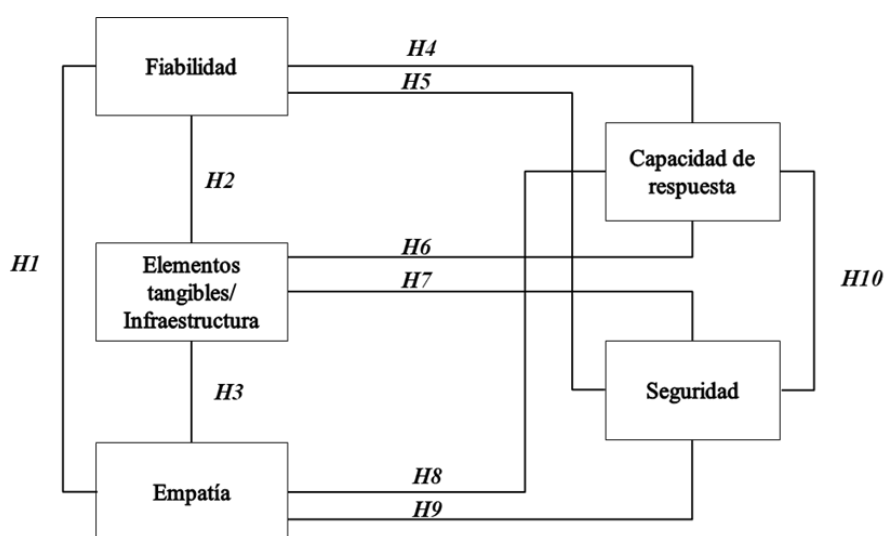 H4
Fiabilidad
H5
Capacidad de
respuesta
H2
H6
Elementos
tangibles/
Infraestructura
H1
H7
H10
H3
Seguridad
H8
Empatía
H9